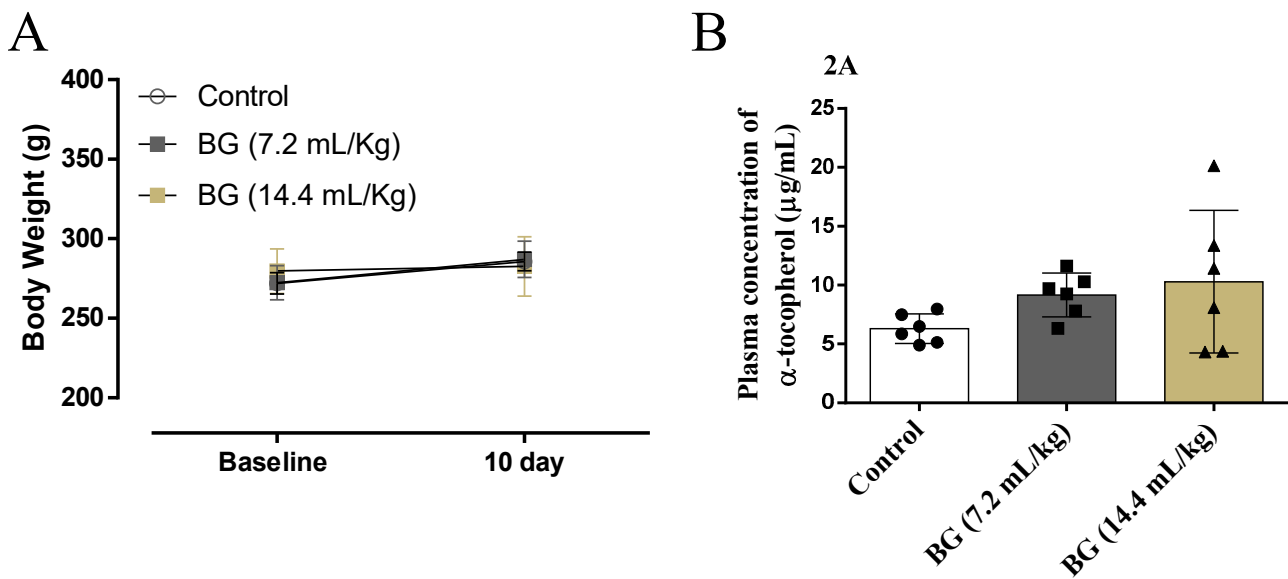 A
Body Weight (g)
400
350
300
250
200
Control
BG (7.2 mL/Kg)
BG (14.4 mL/Kg)
Baseline
10 day
B
2A
Plasma concentration of
α-tocopherol (µg/mL)
25
20
15
10
5
0
Control
BG (7.2 mL/kg)
BG (14.4 mL/kg)